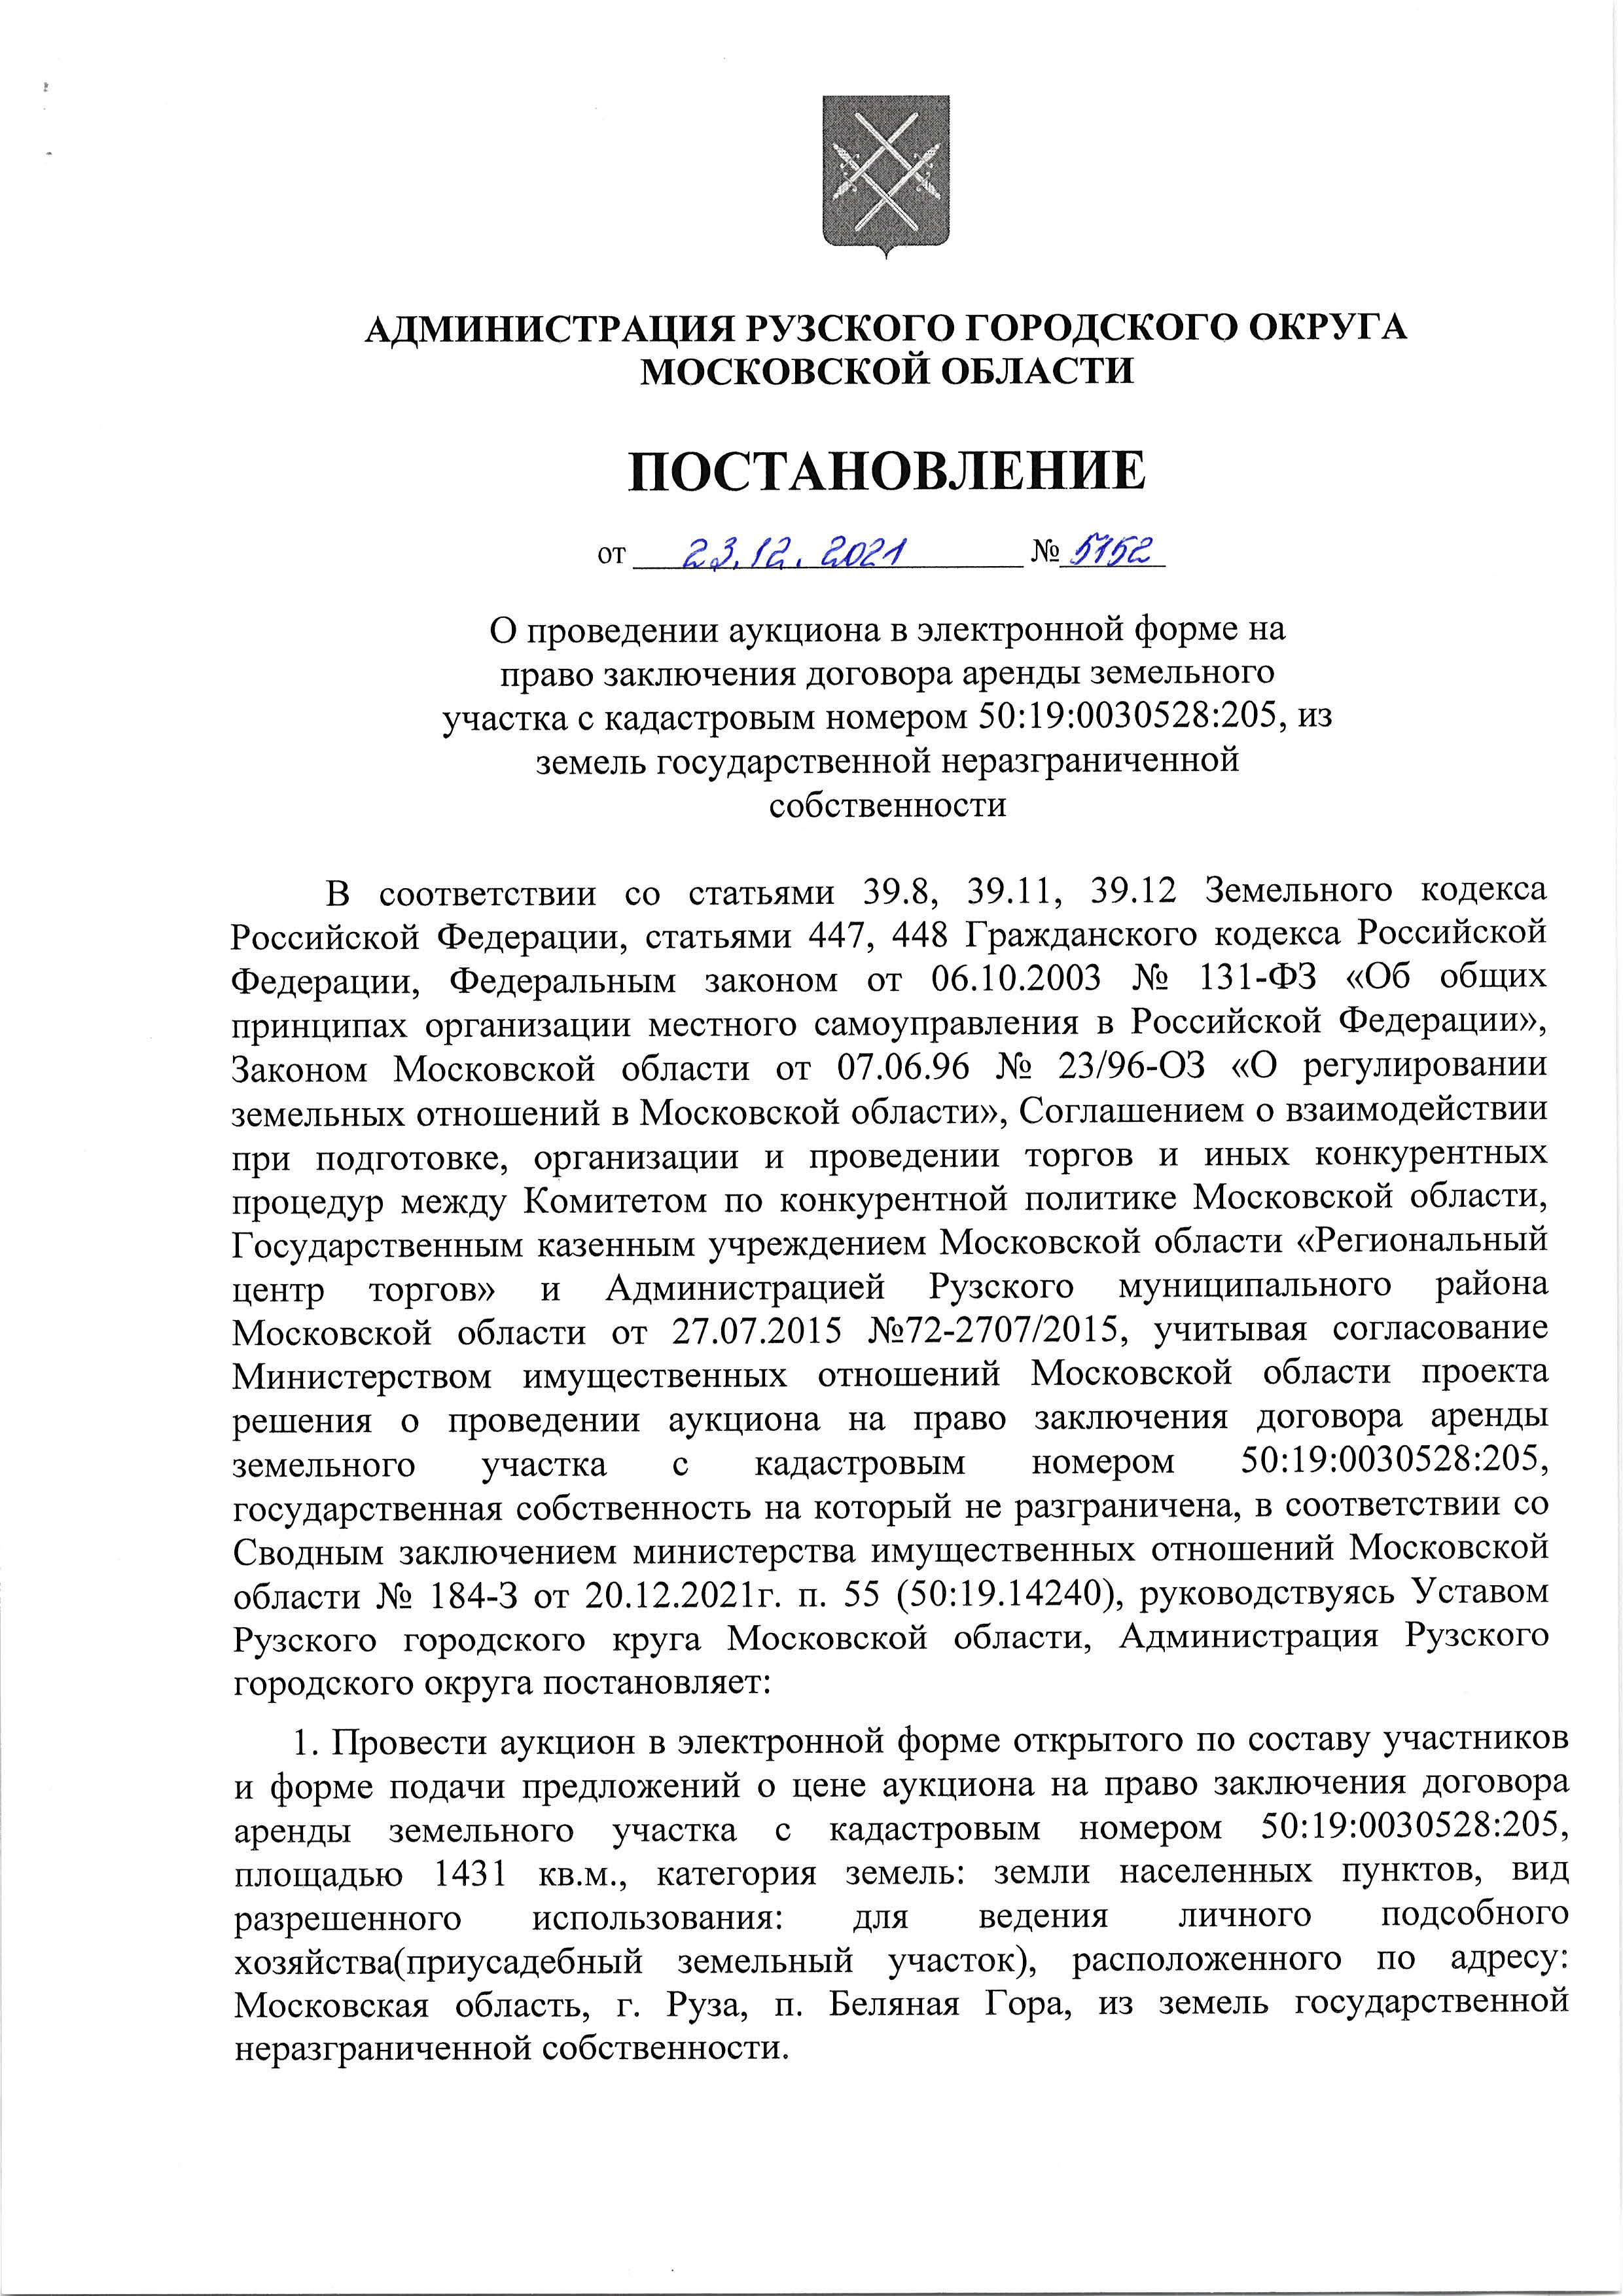 АДМИНИСТРАЦИЯ РУЗСКОГО ГОРОДСКОГО ОКРУГА
МОСКОВСКОЙ ОБЛАСТИ
ПОСТАНОВЛЕНИЕ
от 23.12.2021 № 5152
О проведении аукциона в электронной форме на
право заключения договора аренды земельного
участка с кадастровым номером 50:19:0030528:205, из
земель государственной неразграниченной
собственности
В соответствии со статьями 39.8, 39.11, 39.12 Земельного кодекса
Российской Федерации, статьями 447, 448 Гражданского кодекса Российской
Федерации, Федеральным законом от 06.10.2003 № 131-ФЗ «Об общих
принципах организации местного самоуправления в Российской Федерации»,
Законом Московской области от 07.06.96 № 23/96-ОЗ «О регулировании
земельных отношений в Московской области», Соглашением о взаимодействии
при подготовке, организации и проведении торгов и иных конкурентных
процедур между Комитетом по конкурентной политике Московской области,
Государственным казенным учреждением Московской области «Региональный
центр торгов» и Администрацией Рузского муниципального района
Московской области от 27.07.2015 №72-2707/2015, учитывая согласование
Министерством имущественных отношений Московской области проекта
решения о проведении аукциона на право заключения договора аренды
земельного участка с кадастровым номером 50:19:0030528:205,
государственная собственность на который не разграничена, в соответствии со
Сводным заключением министерства имущественных отношений Московской
области № 184-З от 20.12.2021г. п. 55 (50:19.14240), руководствуясь Уставом
Рузского городского круга Московской области, Администрация Рузского
городского округа постановляет:
1. Провести аукцион в электронной форме открытого по составу участников
и форме подачи предложений о цене аукциона на право заключения договора
аренды земельного участка с кадастровым номером 50:19:0030528:205,
площадью 1431 кв.м., категория земель: земли населенных пунктов, вид
разрешенного использования: для ведения личного подсобного
хозяйства(приусадебный земельный участок), расположенного по адресу:
Московская область, г. Руза, п. Беляная Гора, из земель государственной
неразграниченной собственности.